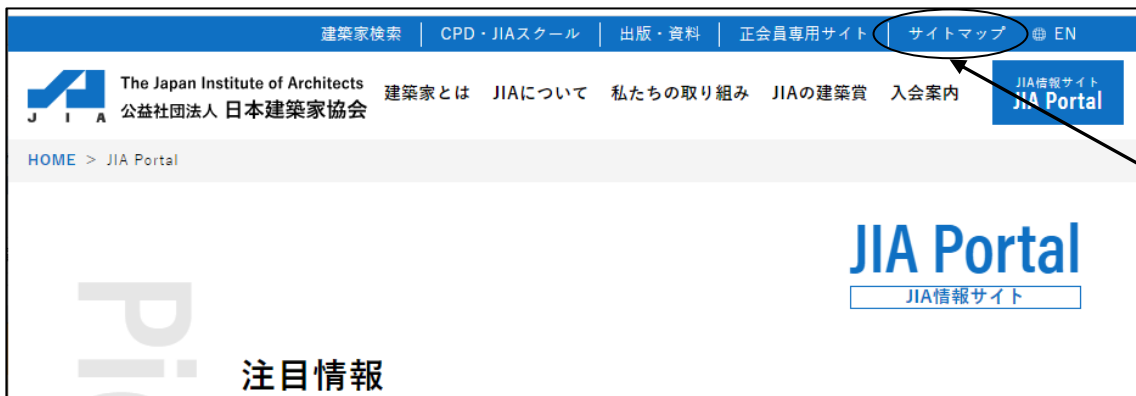 建築家検索 | CPD・JIAスクール | 出版・資料 | 正会員専用サイト | サイトマップ EN
The Japan Institute of Architects
公益社団法人 日本建築家協会
J I A
建築家とは JIAについて 私たちの取り組み JIAの建築賞 入会案内
JIA情報サイト
JIA Portal
HOME > JIA Portal
JIA Portal
JIA情報サイト
Pi
注目情報